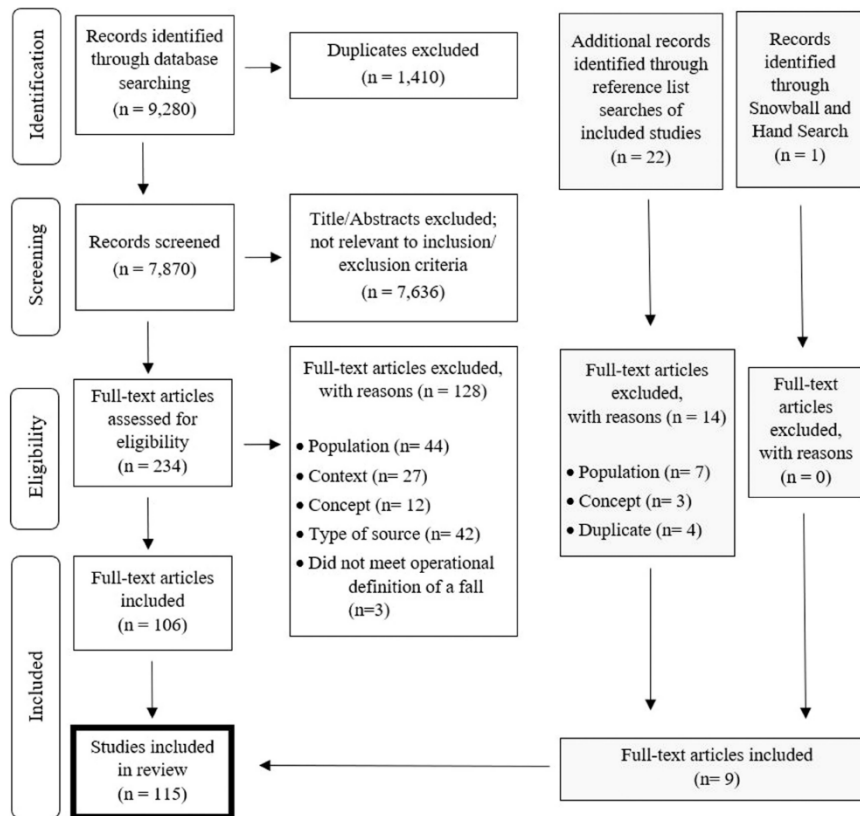 Identification
Records identified
through database
searching
(n = 9,280)
Duplicates excluded
(n = 1,410)
Additional records
identified through
reference list
searches of
included studies
(n = 22)
Records
identified
through
Snowball and
Hand Search
(n = 1)
Screening
Records screened
(n = 7,870)
Title/Abstracts excluded;
not relevant to inclusion/
exclusion criteria
(n = 7,636)
Eligibility
Full-text articles
assessed for
eligibility
(n = 234)
Full-text articles excluded,
with reasons (n = 128)
• Population (n= 44)
• Context (n= 27)
• Concept (n= 12)
• Type of source (n= 42)
• Did not meet operational
definition of a fall
(n=3)
Full-text articles
excluded,
with reasons (n = 14)
• Population (n= 7)
• Concept (n= 3)
• Duplicate (n= 4)
Full-text
articles
excluded,
with reasons
(n = 0)
Included
Full-text articles
included
(n = 106)
Studies included
in review
(n = 115)
Full-text articles included
(n= 9)